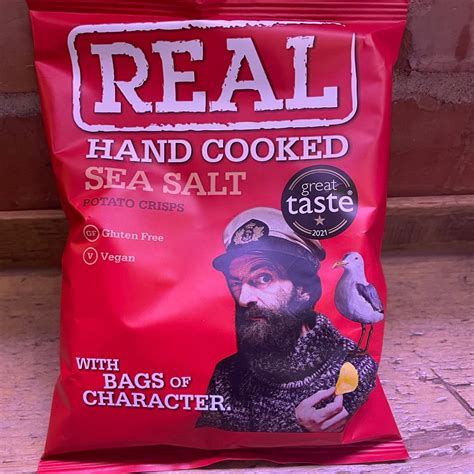 REAL
HAND COOKED
SEA SALT
POTATO CRISPS
great
taste
2021
GF Gluten Free
V Vegan
WITH
BAGS OF
CHARACTER.